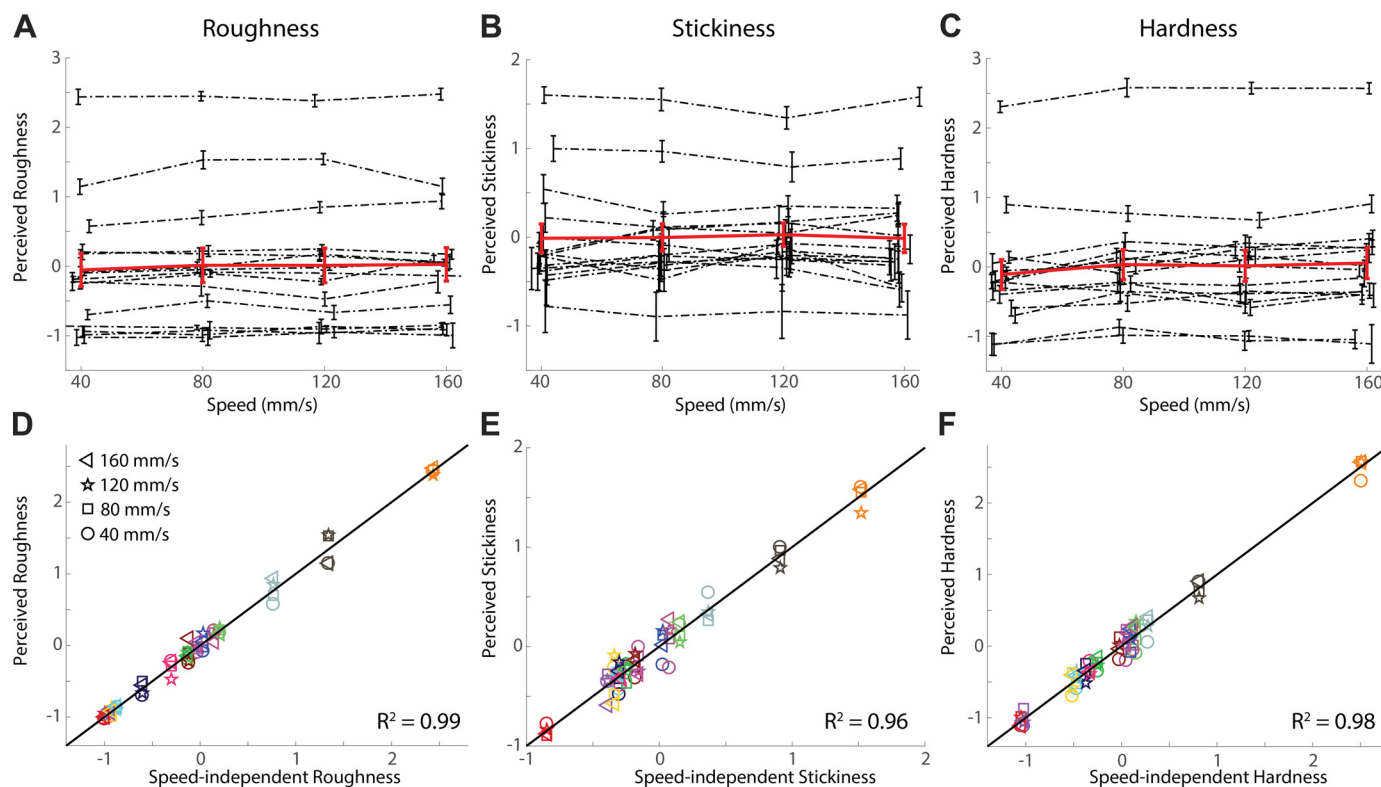 A Roughness
Perceived Roughness
3
2
1
0
-1
40 80 120 160
Speed (mm/s)
B Stickiness
Perceived Stickiness
2
1
0
-1
40 80 120 160
Speed (mm/s)
C Hardness
Perceived Hardness
3
2
1
0
-1
40 80 120 160
Speed (mm/s)
D
Perceived Roughness
2
1
0
-1
160 mm/s
120 mm/s
80 mm/s
40 mm/s
R² = 0.99
-1 0 1 2
Speed-independent Roughness
E
Perceived Stickiness
2
1
0
-1
R² = 0.96
-1 0 1 2
Speed-independent Stickiness
F
Perceived Hardness
2
1
0
-1
R² = 0.98
-1 0 1 2
Speed-independent Hardness